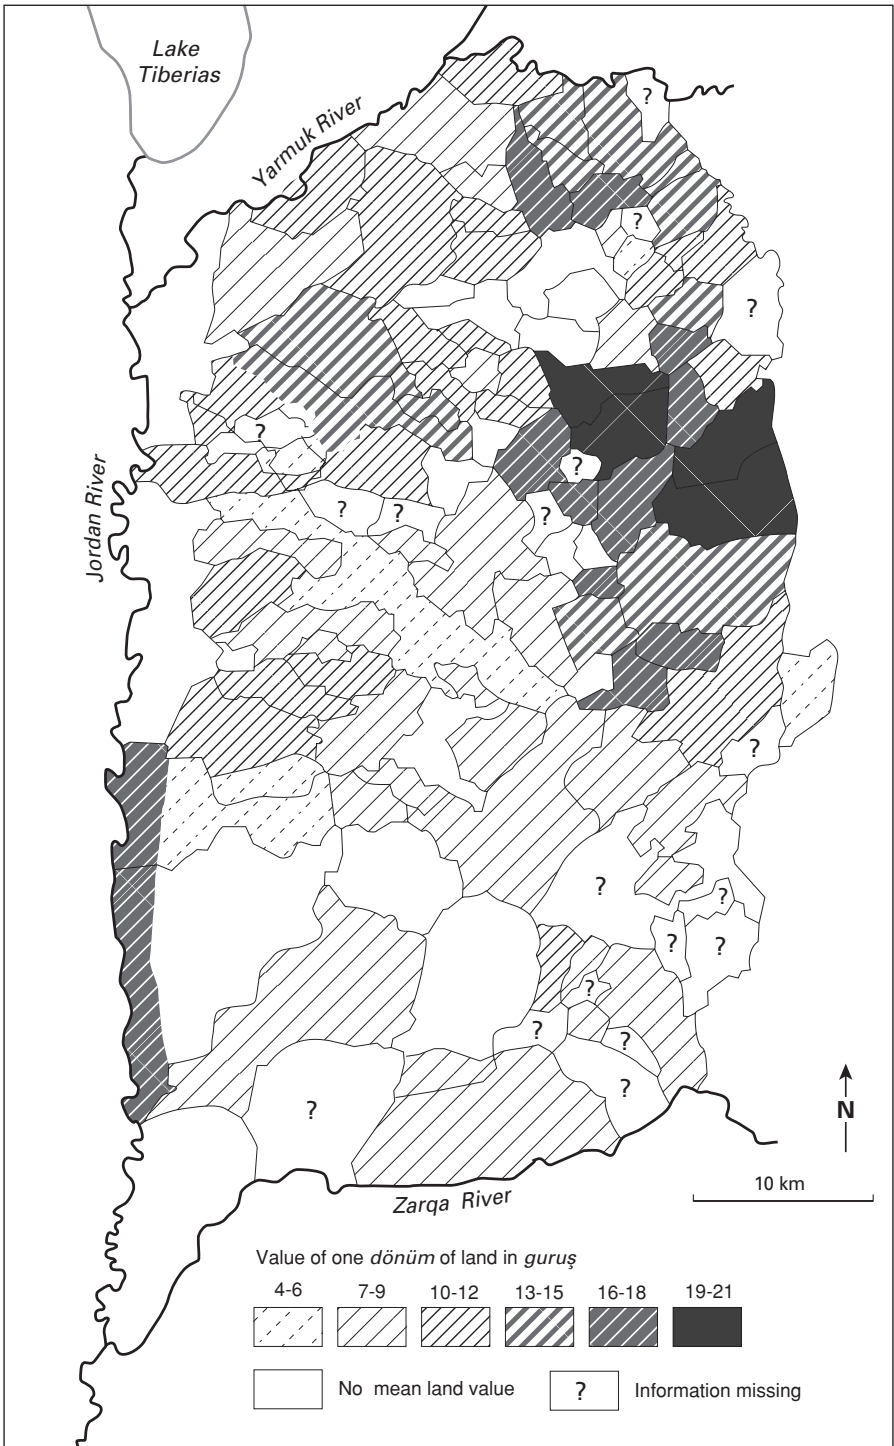 Lake
Tiberias
Yarmuk River
?
?
?
?
?
?
?
?
Jordan River
?
?
?
?
?
?
?
?
?
?
N
10 km
Zarqa River
Value of one dönüm of land in guruş
4-6 7-9 10-12 13-15 16-18 19-21
No mean land value
? Information missing